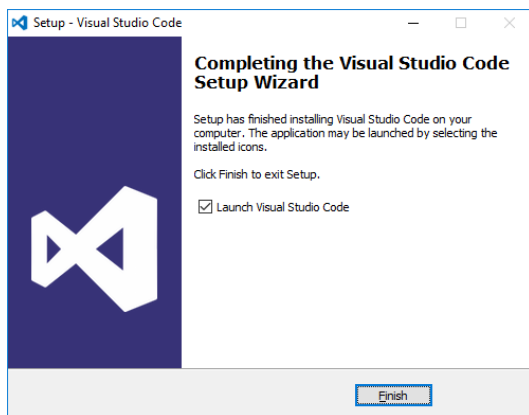 Setup - Visual Studio Code
Completing the Visual Studio Code
Setup Wizard
Setup has finished installing Visual Studio Code on your
computer. The application may be launched by selecting the
installed icons.
Click Finish to exit Setup.
Launch Visual Studio Code
Finish